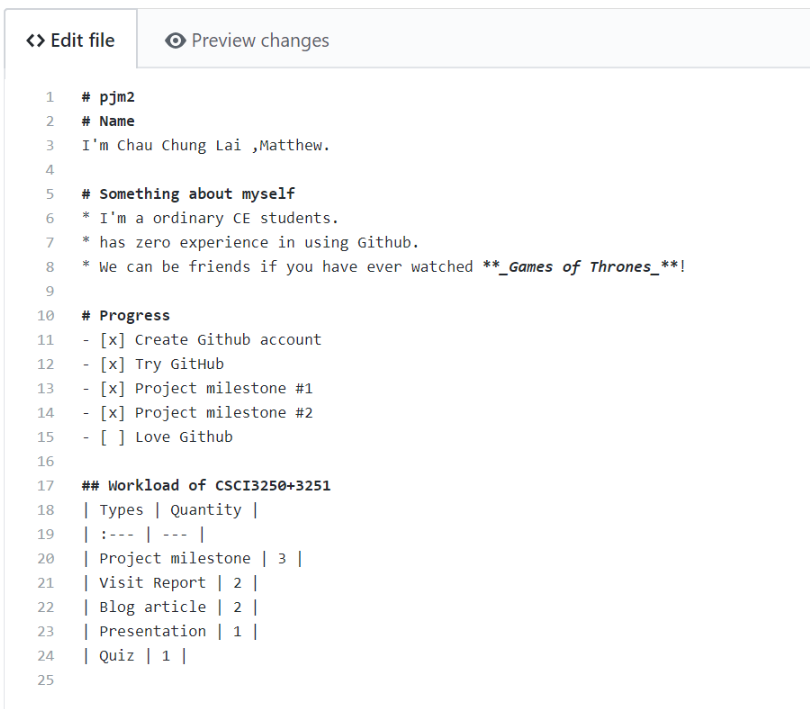 <> Edit file
Preview changes
1 # pjm2
2 # Name
3 I'm Chau Chung Lai ,Matthew.
4
5 # Something about myself
6 * I'm a ordinary CE students.
7 * has zero experience in using Github.
8 * We can be friends if you have ever watched **_Games of Thrones_**!
9
10 # Progress
11 - [x] Create Github account
12 - [x] Try GitHub
13 - [x] Project milestone #1
14 - [x] Project milestone #2
15 - [ ] Love Github
16
17 ## Workload of CSCI3250+3251
18 | Types | Quantity |
19 | :--- | --- |
20 | Project milestone | 3 |
21 | Visit Report | 2 |
22 | Blog article | 2 |
23 | Presentation | 1 |
24 | Quiz | 1 |
25